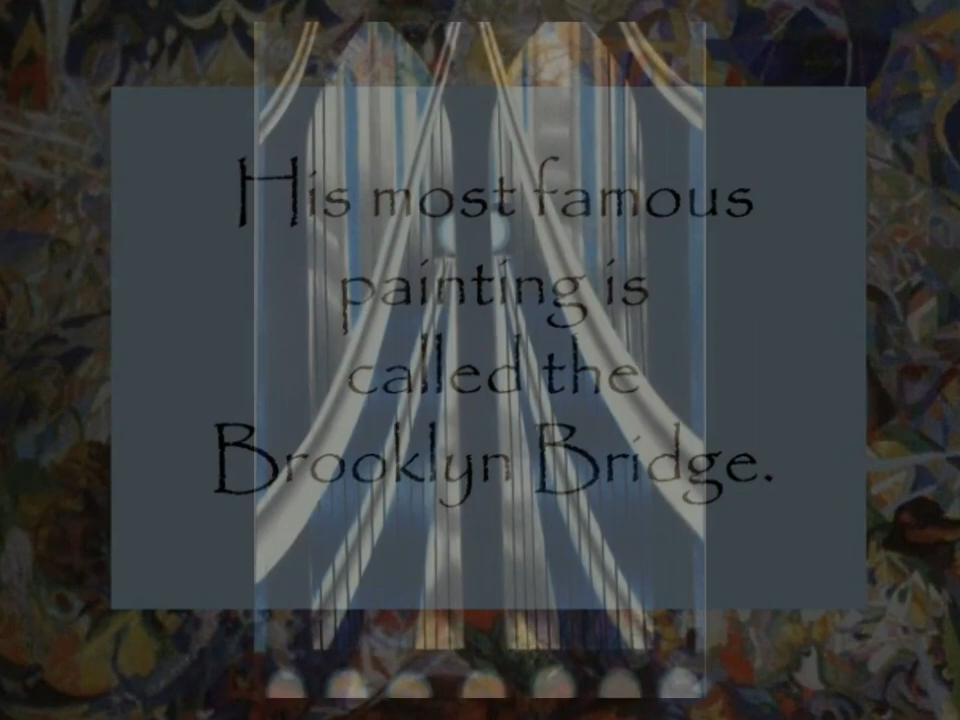 His most famous
painting is
called the
Brooklyn Bridge.